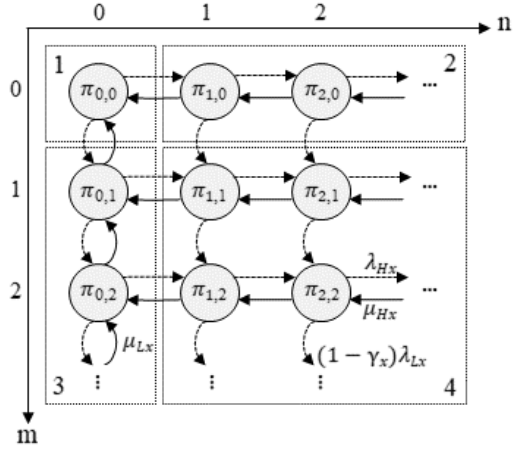 0 1 2
n
1 2
0 π0,0 π1,0 π2,0 ...
1 π0,1 π1,1 π2,1 ...
λHx
2 π0,2 π1,2 π2,2 ...
μHx
μLx (1 − γx)λLx
3 ⋮ ⋮ ⋮ 4
m